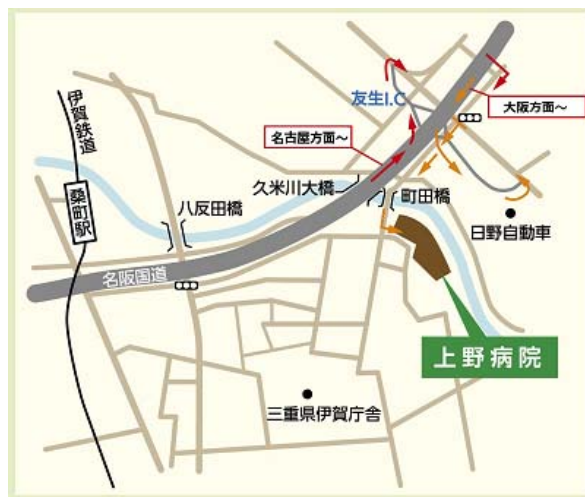 友生I.C
大阪方面～
名古屋方面～
伊賀鉄道
桑町駅
久米川大橋
町田橋
八反田橋
日野自動車
名阪国道
上野病院
三重県伊賀庁舎